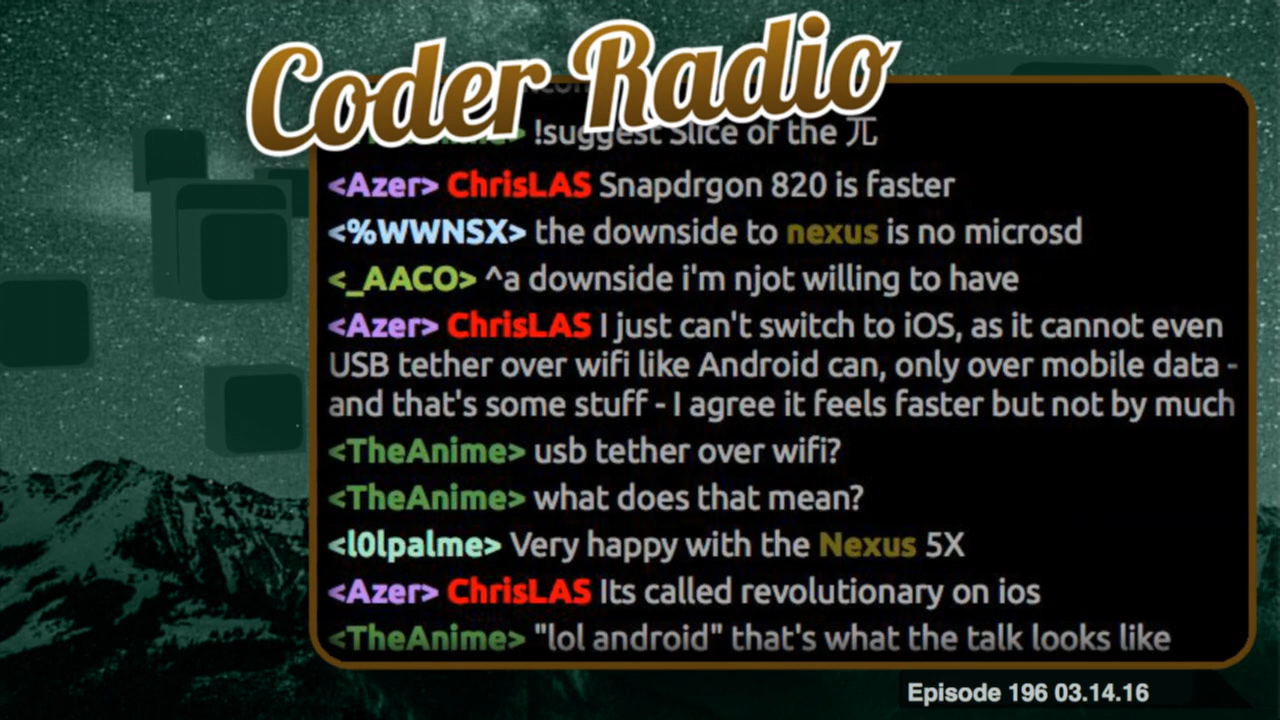 Coder Radio
!suggest Slice of the 兀
<Azer> ChrisLAS Snapdrgon 820 is faster
<%WWNSX> the downside to nexus is no microsd
<_AACO> ^a downside i'm njot willing to have
<Azer> ChrisLAS I just can't switch to iOS, as it cannot even
USB tether over wifi like Android can, only over mobile data -
and that's some stuff - I agree it feels faster but not by much
<TheAnime> usb tether over wifi?
<TheAnime> what does that mean?
<l0lpalme> Very happy with the Nexus 5X
<Azer> ChrisLAS Its called revolutionary on ios
<TheAnime> "lol android" that's what the talk looks like
Episode 196 03.14.16